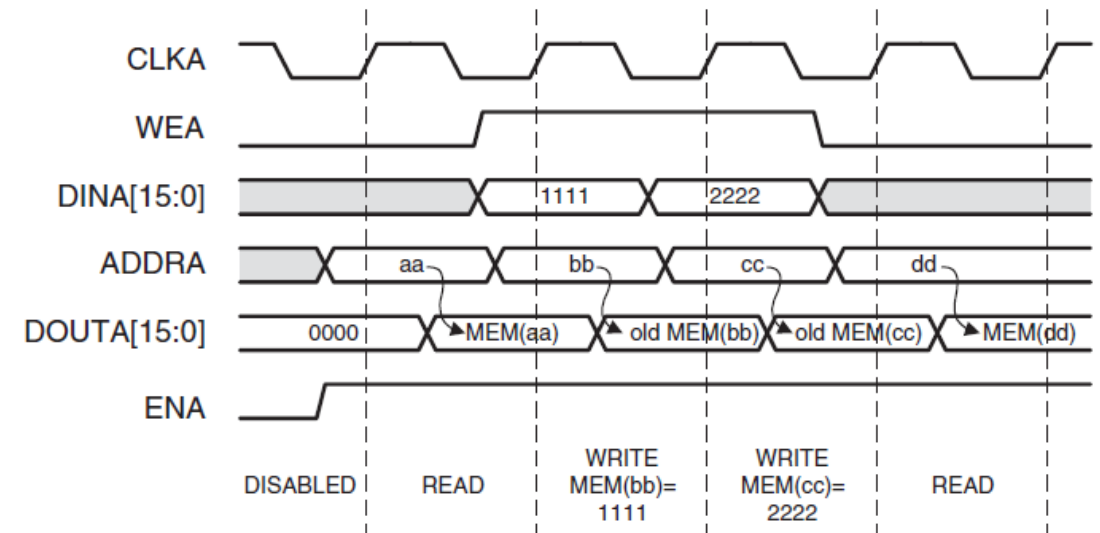 CLKA
WEA
DINA[15:0] 1111 2222
ADDRA aa bb cc dd
DOUTA[15:0] 0000 MEM(aa) old MEM(bb) old MEM(cc) MEM(dd)
ENA
DISABLED READ WRITE MEM(bb)= 1111 WRITE MEM(cc)= 2222 READ